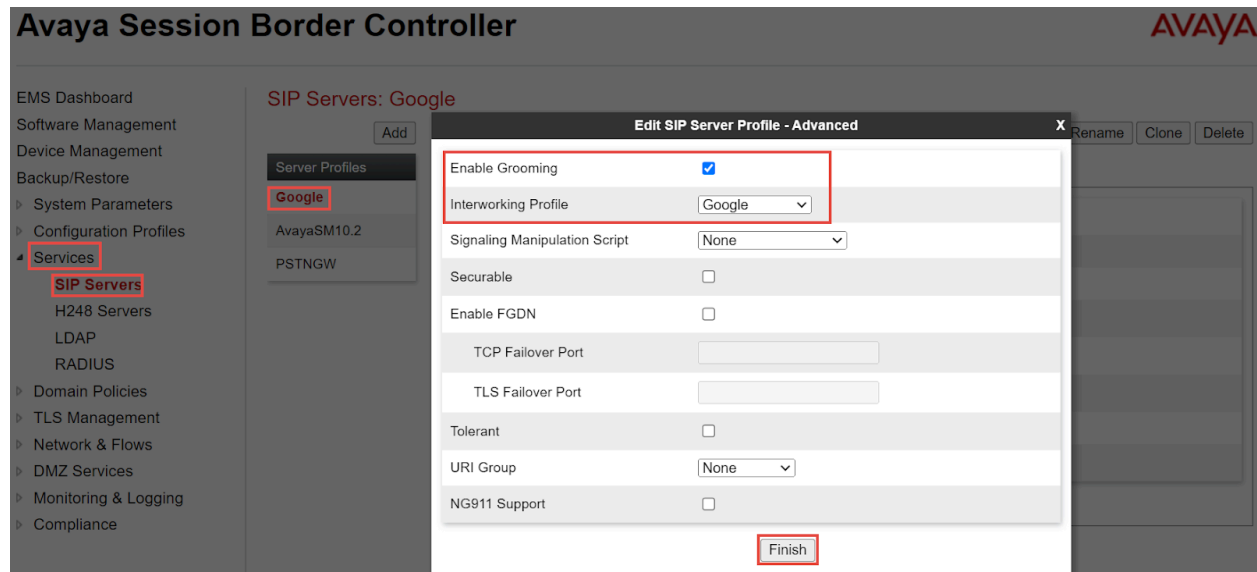 Avaya Session Border Controller
AVAYA
EMS Dashboard
Software Management
Device Management
Backup/Restore
System Parameters
Configuration Profiles
Services
SIP Servers
H248 Servers
LDAP
RADIUS
Domain Policies
TLS Management
Network & Flows
DMZ Services
Monitoring & Logging
Compliance
SIP Servers: Google
Add
Rename
Clone
Delete
Server Profiles
Google
AvayaSM10.2
PSTNGW
Edit SIP Server Profile - Advanced
X
Enable Grooming
Interworking Profile Google
Signaling Manipulation Script None
Securable
Enable FGDN
TCP Failover Port
TLS Failover Port
Tolerant
URI Group None
NG911 Support
Finish